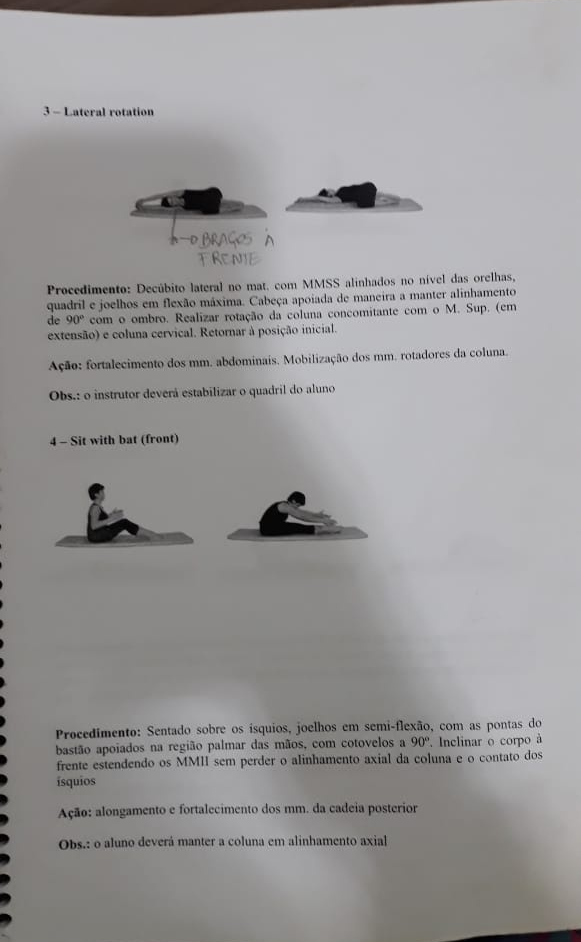 3 – Lateral rotation
BRAÇOS À
FRENTE
Procedimento: Decúbito lateral no mat. com MMSS alinhados no nível das orelhas,
quadril e joelhos em flexão máxima. Cabeça apoiada de maneira a manter alinhamento
de 90º com o ombro. Realizar rotação da coluna concomitante com o M. Sup. (em
extensão) e coluna cervical. Retornar à posição inicial.
Ação: fortalecimento dos mm. abdominais. Mobilização dos mm. rotadores da coluna.
Obs.: o instrutor deverá estabilizar o quadril do aluno
4 – Sit with bat (front)
Procedimento: Sentado sobre os isquios, joelhos em semi-flexão, com as pontas do
bastão apoiados na região palmar das mãos, com cotovelos a 90º. Inclinar o corpo à
frente estendendo os MMII sem perder o alinhamento axial da coluna e o contato dos
ísquios
Ação: alongamento e fortalecimento dos mm. da cadeia posterior
Obs.: o aluno deverá manter a coluna em alinhamento axial